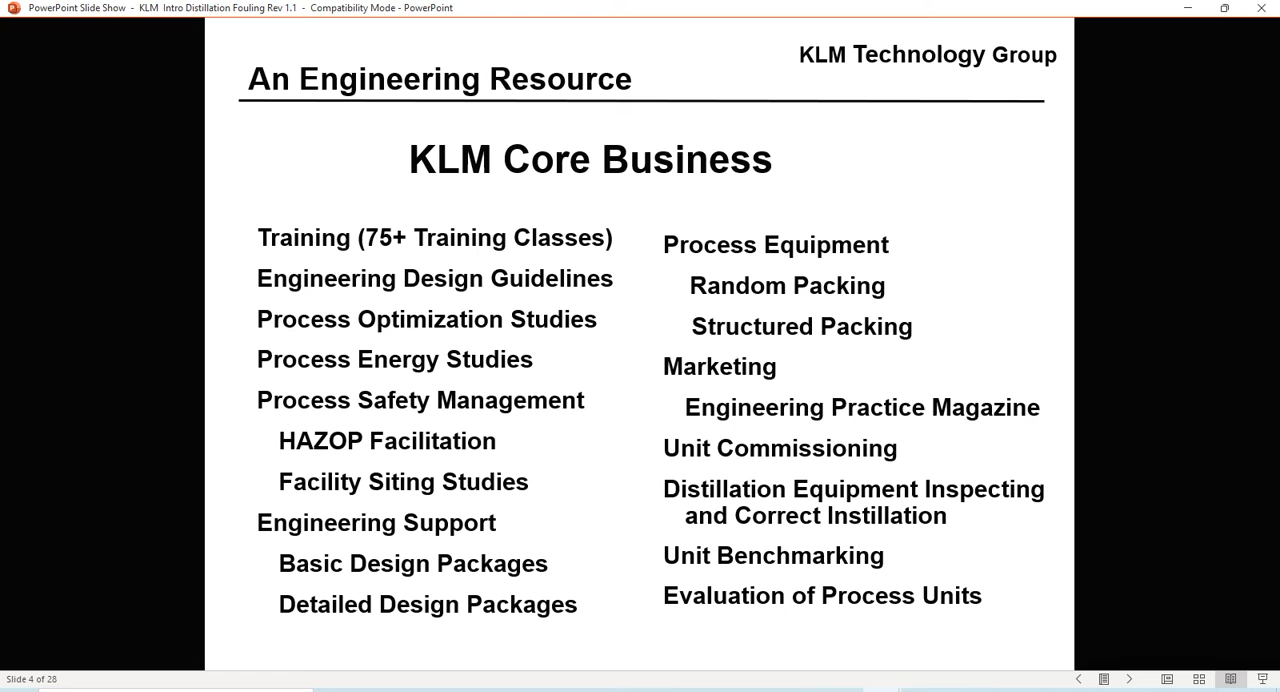 PowerPoint Slide Show - KLM Intro Distillation Fouling Rev 1.1 - Compatibility Mode - PowerPoint
KLM Technology Group
An Engineering Resource
KLM Core Business
Training (75+ Training Classes)
Engineering Design Guidelines
Process Optimization Studies
Process Energy Studies
Process Safety Management
HAZOP Facilitation
Facility Siting Studies
Engineering Support
Basic Design Packages
Detailed Design Packages
Process Equipment
Random Packing
Structured Packing
Marketing
Engineering Practice Magazine
Unit Commissioning
Distillation Equipment Inspecting
and Correct Instillation
Unit Benchmarking
Evaluation of Process Units
Slide 4 of 28